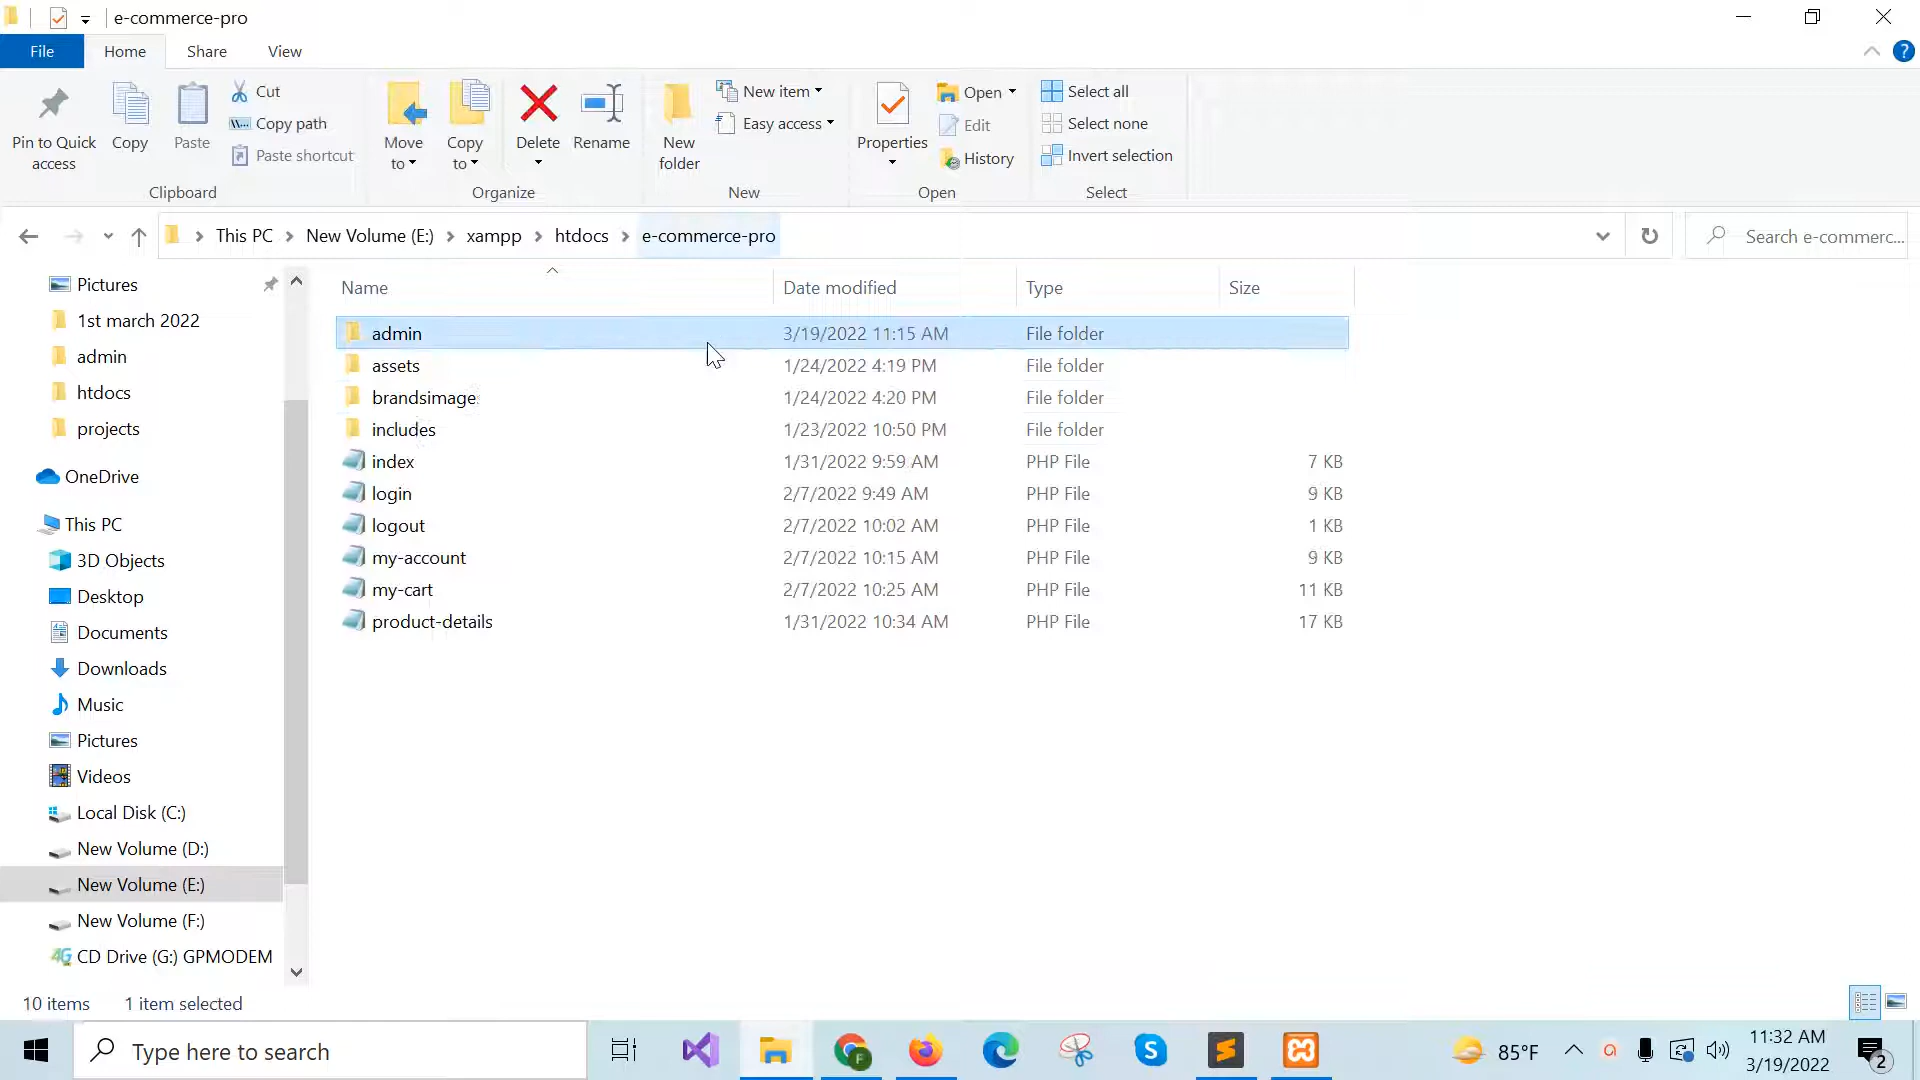 e-commerce-pro
File Home Share View
Pin to Quick access
Copy
Paste
Cut
Copy path
Paste shortcut
Clipboard
Move to
Copy to
Delete
Rename
Organize
New folder
New item
Easy access
New
Properties
Open
Edit
History
Open
Select all
Select none
Invert selection
Select
This PC New Volume (E:) xampp htdocs e-commerce-pro
Search e-commerc...
Pictures
1st march 2022
admin
htdocs
projects
OneDrive
This PC
3D Objects
Desktop
Documents
Downloads
Music
Pictures
Videos
Local Disk (C:)
New Volume (D:)
New Volume (E:)
New Volume (F:)
CD Drive (G:) GPMODEM
Name Date modified Type Size
admin 3/19/2022 11:15 AM File folder
assets 1/24/2022 4:19 PM File folder
brandsimage 1/24/2022 4:20 PM File folder
includes 1/23/2022 10:50 PM File folder
index 1/31/2022 9:59 AM PHP File 7 KB
login 2/7/2022 9:49 AM PHP File 9 KB
logout 2/7/2022 10:02 AM PHP File 1 KB
my-account 2/7/2022 10:15 AM PHP File 9 KB
my-cart 2/7/2022 10:25 AM PHP File 11 KB
product-details 1/31/2022 10:34 AM PHP File 17 KB
10 items 1 item selected
Type here to search
85°F
11:32 AM
3/19/2022
2